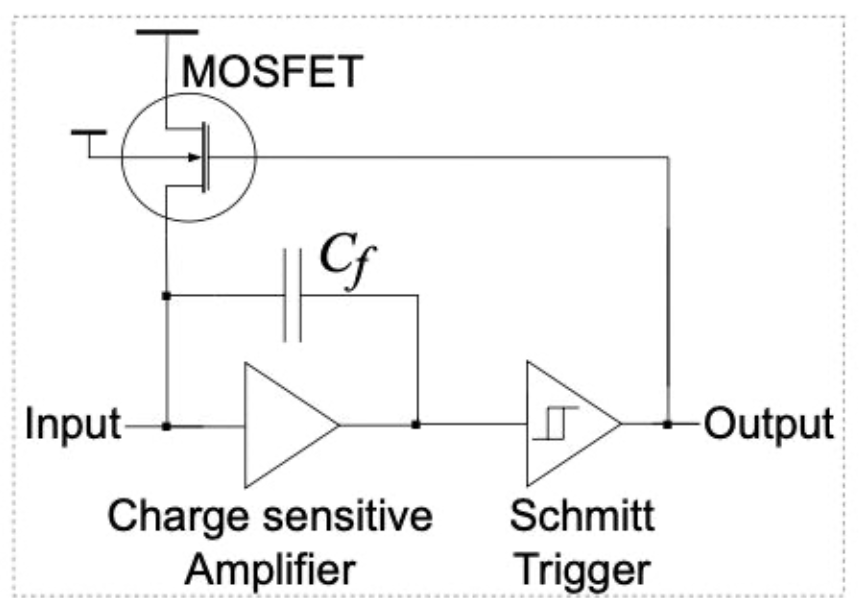 MOSFET
Cf
Input
Output
Charge sensitive
Amplifier
Schmitt
Trigger